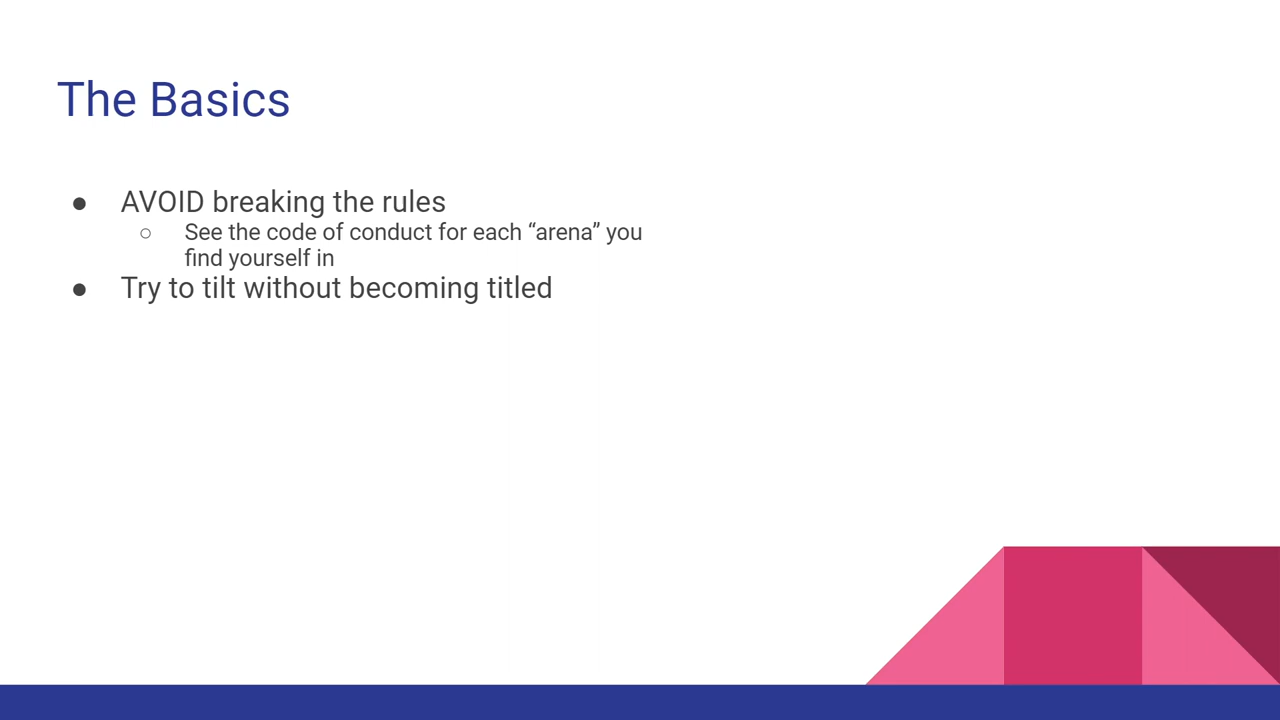 The Basics
● AVOID breaking the rules
○ See the code of conduct for each “arena” you
find yourself in
● Try to tilt without becoming titled